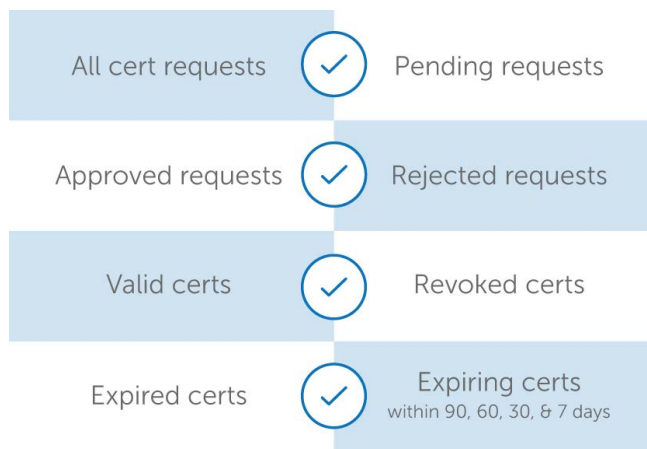 All cert requests
Pending requests
Approved requests
Rejected requests
Valid certs
Revoked certs
Expired certs
Expiring certs
within 90, 60, 30, & 7 days